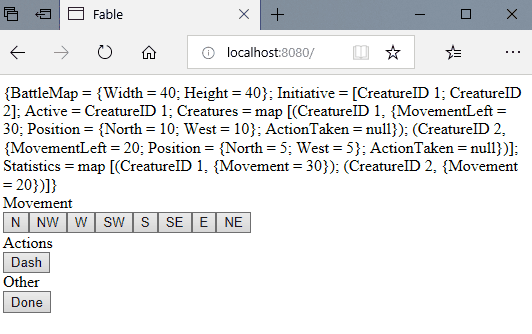 Fable
localhost:8080/
{BattleMap = {Width = 40; Height = 40}; Initiative = [CreatureID 1; CreatureID
2]; Active = CreatureID 1; Creatures = map [(CreatureID 1, {MovementLeft =
30; Position = {North = 10; West = 10}; ActionTaken = null}); (CreatureID 2,
{MovementLeft = 20; Position = {North = 5; West = 5}; ActionTaken = null})];
Statistics = map [(CreatureID 1, {Movement = 30}); (CreatureID 2, {Movement
= 20})]}
Movement
N NW W SW S SE E NE
Actions
Dash
Other
Done